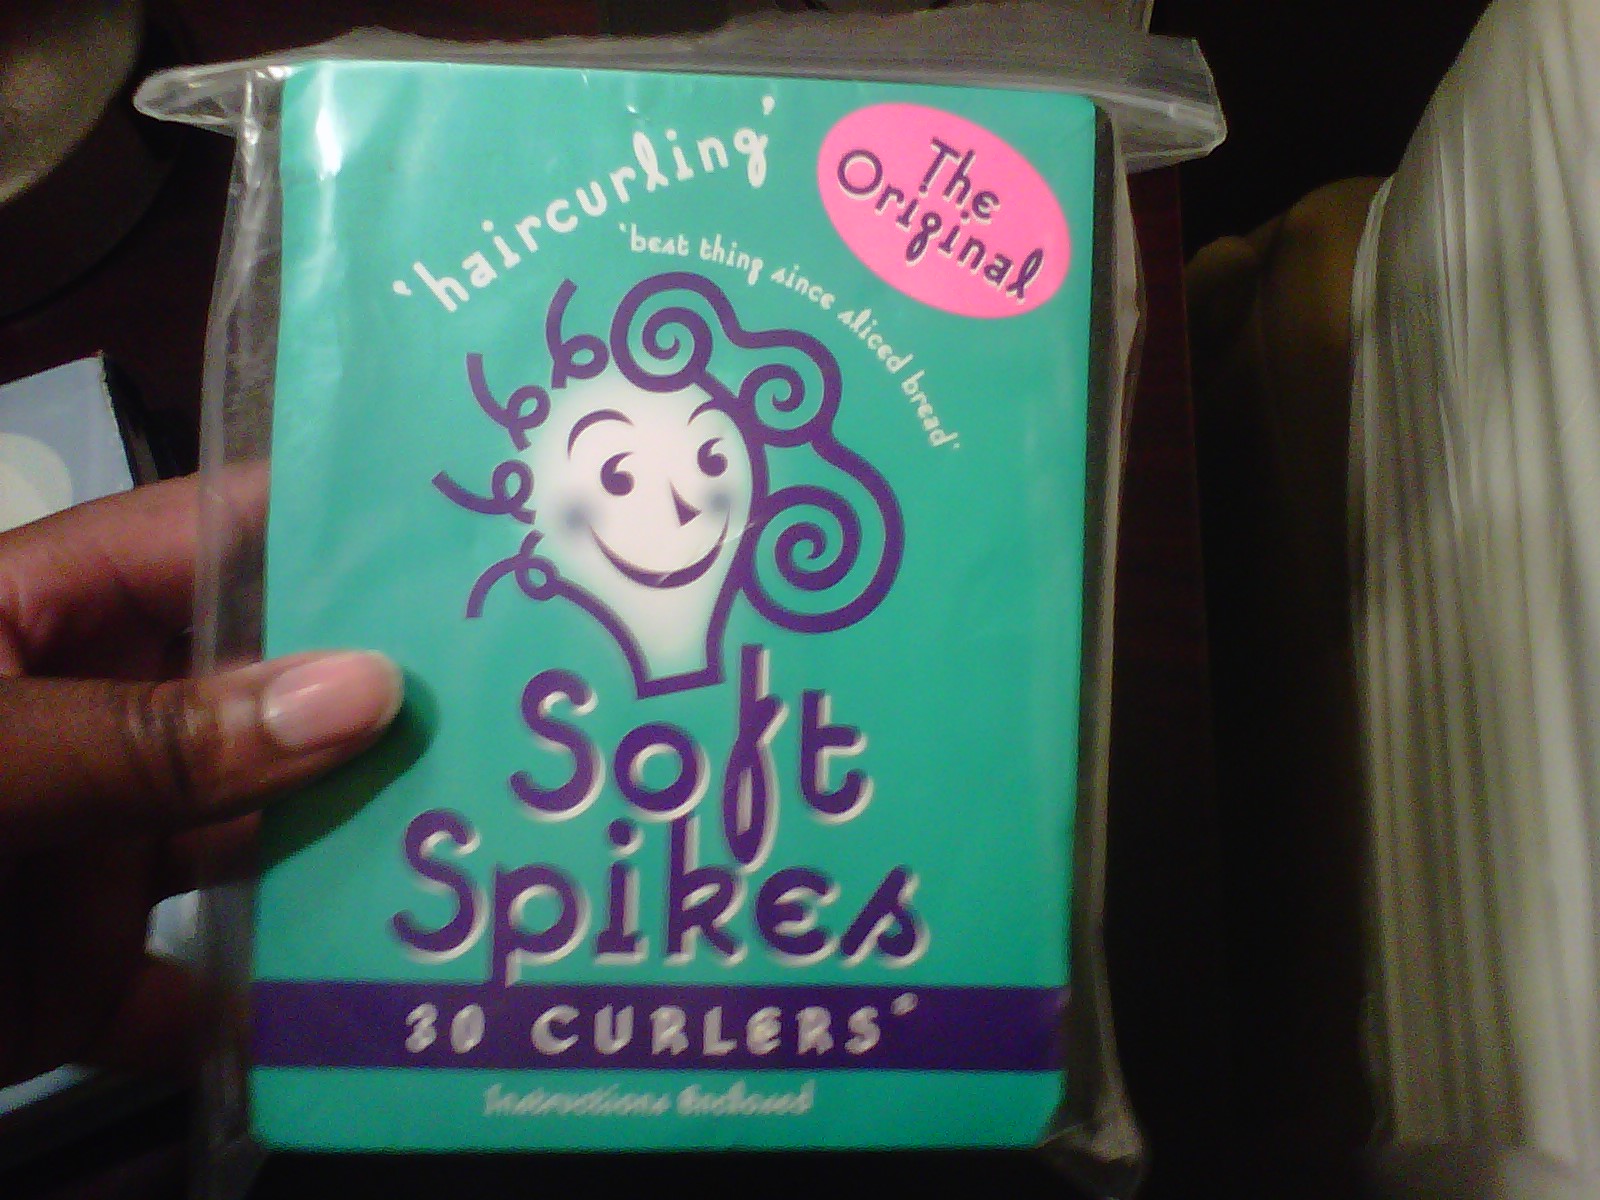 'haircurling'
'best thing since sliced bread'
The
Original
Soft
Spikes
30 CURLERS®
Instructions Enclosed